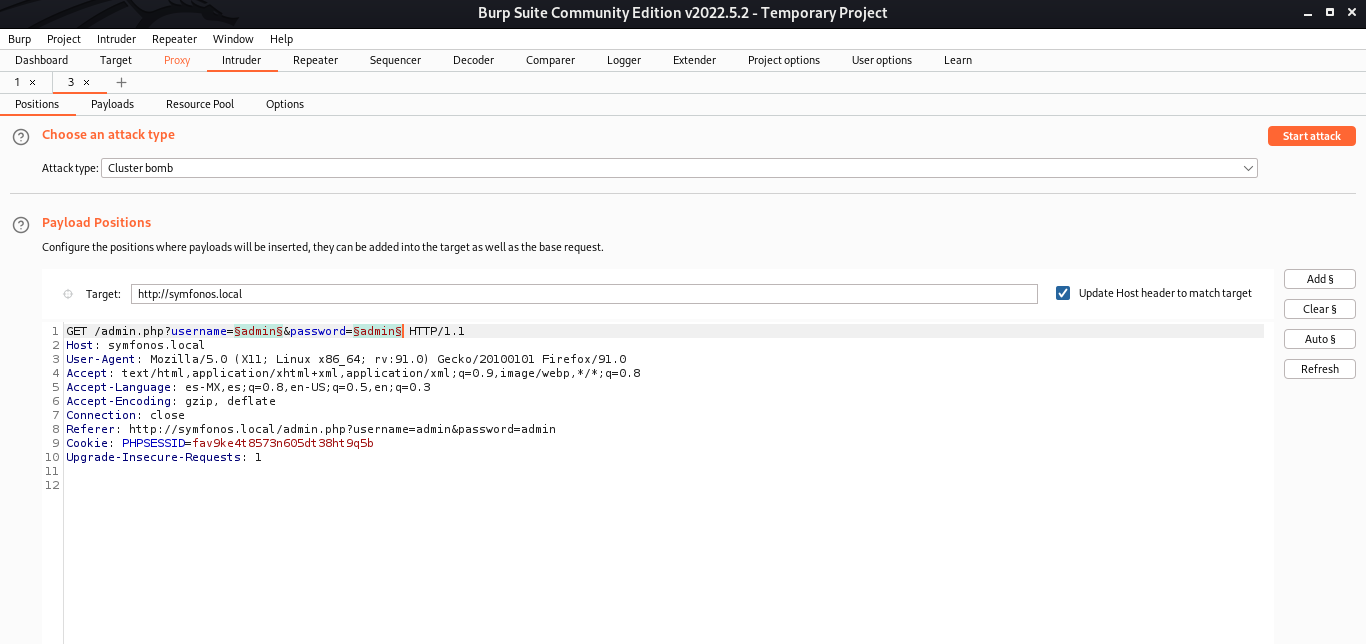 Burp Suite Community Edition v2022.5.2 - Temporary Project
Burp Project Intruder Repeater Window Help
Dashboard Target Proxy Intruder Repeater Sequencer Decoder Comparer Logger Extender Project options User options Learn
1 × 3 × +
Positions Payloads Resource Pool Options
? Choose an attack type
Start attack
Attack type: Cluster bomb
? Payload Positions
Configure the positions where payloads will be inserted, they can be added into the target as well as the base request.
Target: http://symfonos.local
Update Host header to match target
Add §
Clear §
Auto §
Refresh
1 GET /admin.php?username=§admin§&password=§admin§ HTTP/1.1
2 Host: symfonos.local
3 User-Agent: Mozilla/5.0 (X11; Linux x86_64; rv:91.0) Gecko/20100101 Firefox/91.0
4 Accept: text/html,application/xhtml+xml,application/xml;q=0.9,image/webp,*/*;q=0.8
5 Accept-Language: es-MX,es;q=0.8,en-US;q=0.5,en;q=0.3
6 Accept-Encoding: gzip, deflate
7 Connection: close
8 Referer: http://symfonos.local/admin.php?username=admin&password=admin
9 Cookie: PHPSESSID=fav9ke4t8573n605dt38ht9q5b
10 Upgrade-Insecure-Requests: 1
11
12